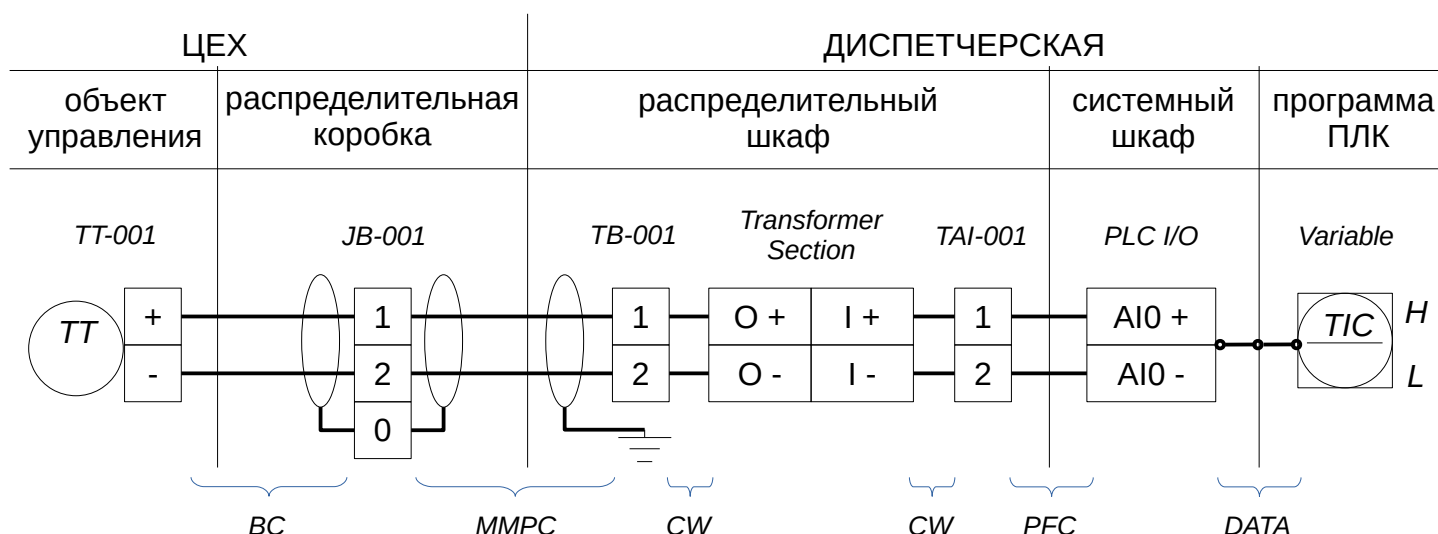 ЦЕХ ДИСПЕТЧЕРСКАЯ
объект управления распределительная коробка распределительный шкаф системный шкаф программа ПЛК
TT-001 JB-001 TB-001 Transformer Section TAI-001 PLC I/O Variable
TT + 1 1 O + I + 1 AI0 + TIC H
- 2 2 O - I - 2 AI0 - L
0
BC MMPC CW CW PFC DATA